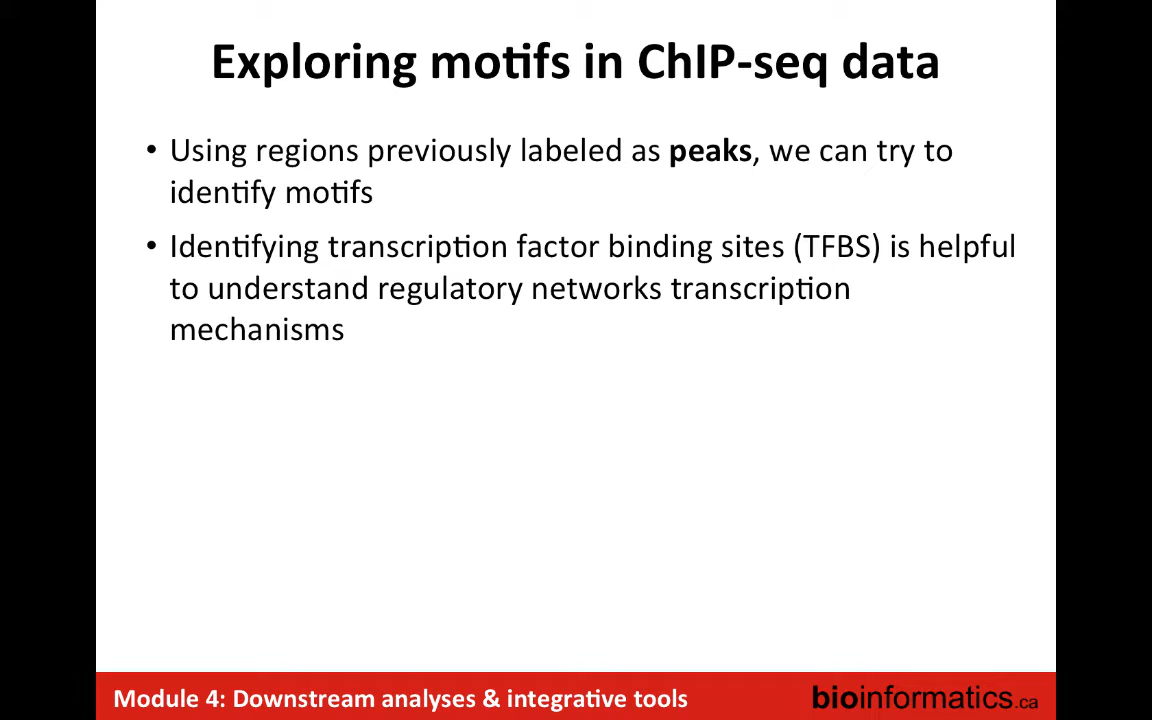 Exploring motifs in ChIP-seq data
• Using regions previously labeled as peaks, we can try to
identify motifs
• Identifying transcription factor binding sites (TFBS) is helpful
to understand regulatory networks transcription
mechanisms
Module 4: Downstream analyses & integrative tools
bioinformatics.ca